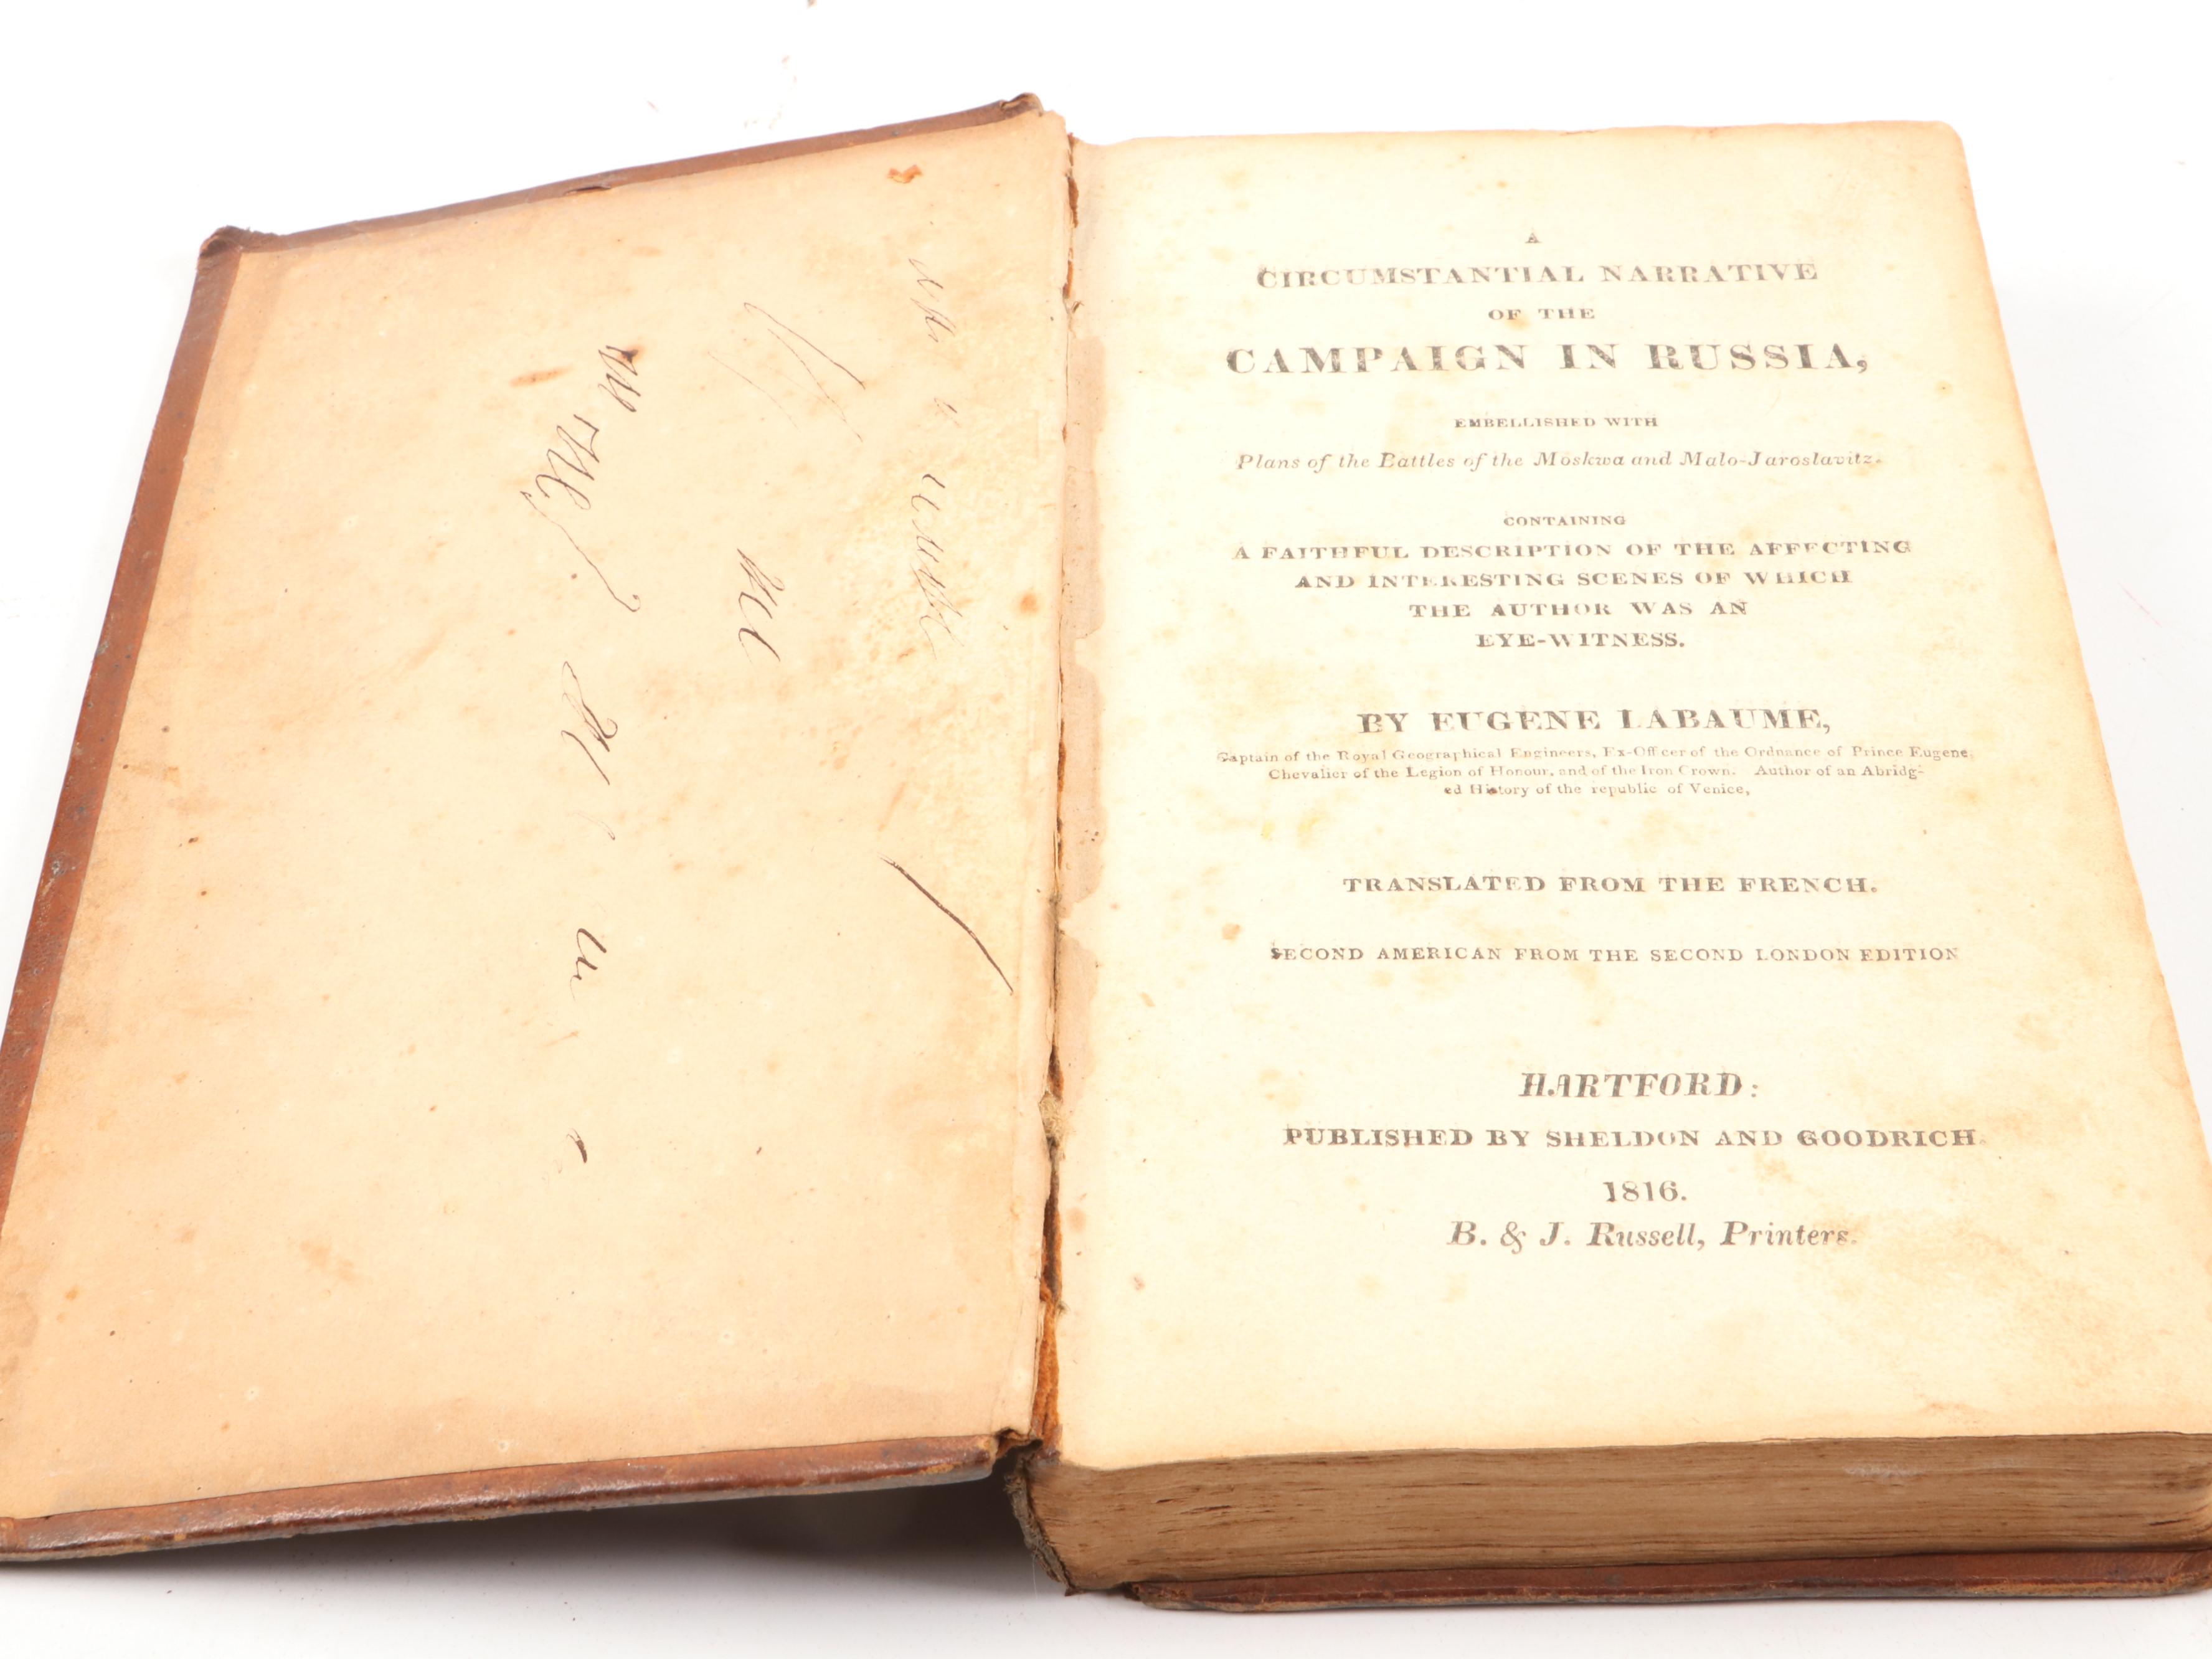 A
CIRCUMSTANTIAL NARRATIVE
OF THE
CAMPAIGN IN RUSSIA,
EMBELLISHED WITH
Plans of the Battles of the Moskwa and Malo-Jaroslavitz.
CONTAINING
A FAITHFUL DESCRIPTION OF THE AFFECTING
AND INTERESTING SCENES OF WHICH
THE AUTHOR WAS AN
EYE-WITNESS.
BY EUGENE LABAUME,
Captain of the Royal Geographical Engineers, Ex-Officer of the Ordnance of Prince Eugene,
Chevalier of the Legion of Honour, and of the Iron Crown. Author of an Abridg-
ed History of the republic of Venice,
TRANSLATED FROM THE FRENCH.
SECOND AMERICAN FROM THE SECOND LONDON EDITION
HARTFORD:
PUBLISHED BY SHELDON AND GOODRICH.
1816.
B. & J. Russell, Printers.